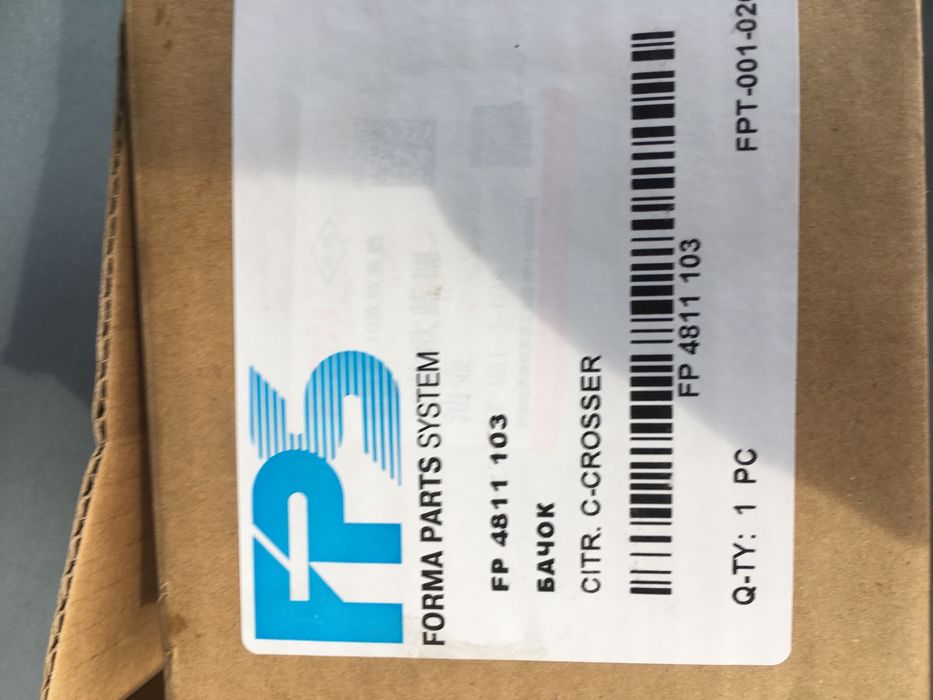 FPS
FORMA PARTS SYSTEM
FP 4811 103
БАЧОК
CITR. C-CROSSER
FP 4811 103
Q-TY: 1 PC